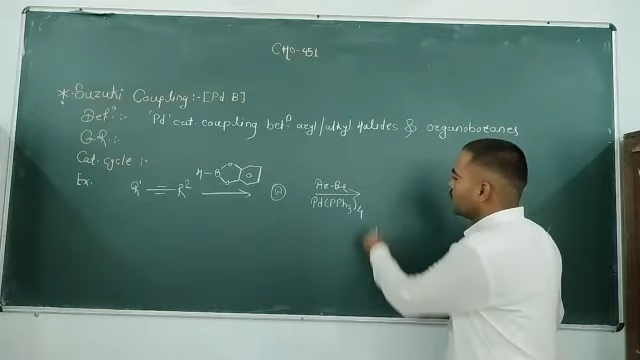 CHO-451
*Suzuki Coupling:-[Pd.B]
Defⁿ:- 'Pd' cat. coupling betⁿ aryl/alkyl Halides & organoboranes
G.R.:-
Cat. cycle:-
Ex. R¹ ≡ R² H-B O O → (A) Ar-Br Pd(PPh₃)₄ →